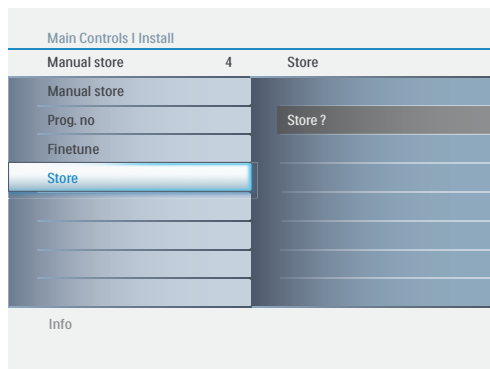 Main Controls | Install
Manual store 4 Store
Manual store
Prog. no Store ?
Finetune
Store
Info